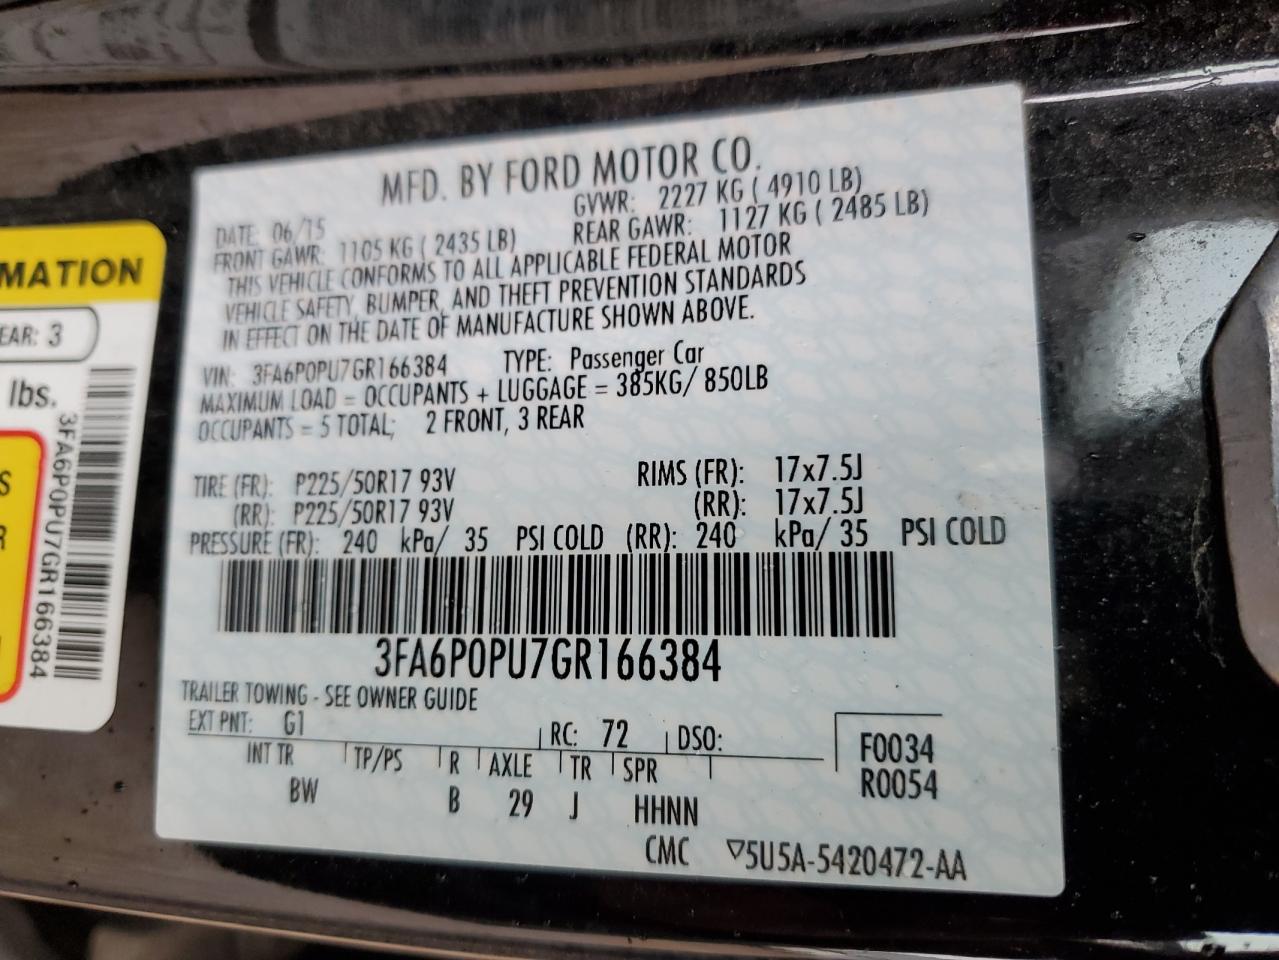 MFD. BY FORD MOTOR CO.
DATE: 06/15 GVWR: 2227 KG ( 4910 LB)
FRONT GAWR: 1105 KG ( 2435 LB) REAR GAWR: 1127 KG ( 2485 LB)
THIS VEHICLE CONFORMS TO ALL APPLICABLE FEDERAL MOTOR
VEHICLE SAFETY, BUMPER, AND THEFT PREVENTION STANDARDS
IN EFFECT ON THE DATE OF MANUFACTURE SHOWN ABOVE.
VIN: 3FA6P0PU7GR166384 TYPE: Passenger Car
MAXIMUM LOAD = OCCUPANTS + LUGGAGE = 385KG/ 850LB
OCCUPANTS = 5 TOTAL; 2 FRONT, 3 REAR
TIRE (FR): P225/50R17 93V RIMS (FR): 17x7.5J
(RR): P225/50R17 93V (RR): 17x7.5J
PRESSURE (FR): 240 kPa/ 35 PSI COLD (RR): 240 kPa/ 35 PSI COLD
3FA6P0PU7GR166384
TRAILER TOWING - SEE OWNER GUIDE
EXT PNT: G1 RC: 72 DSO:
INT TR TP/PS R AXLE TR SPR
BW B 29 J HHNN
F0034
R0054
CMC ▽5U5A-5420472-AA
MATION
EAR: 3
lbs.
3FA6P0PU7GR166384
S
R